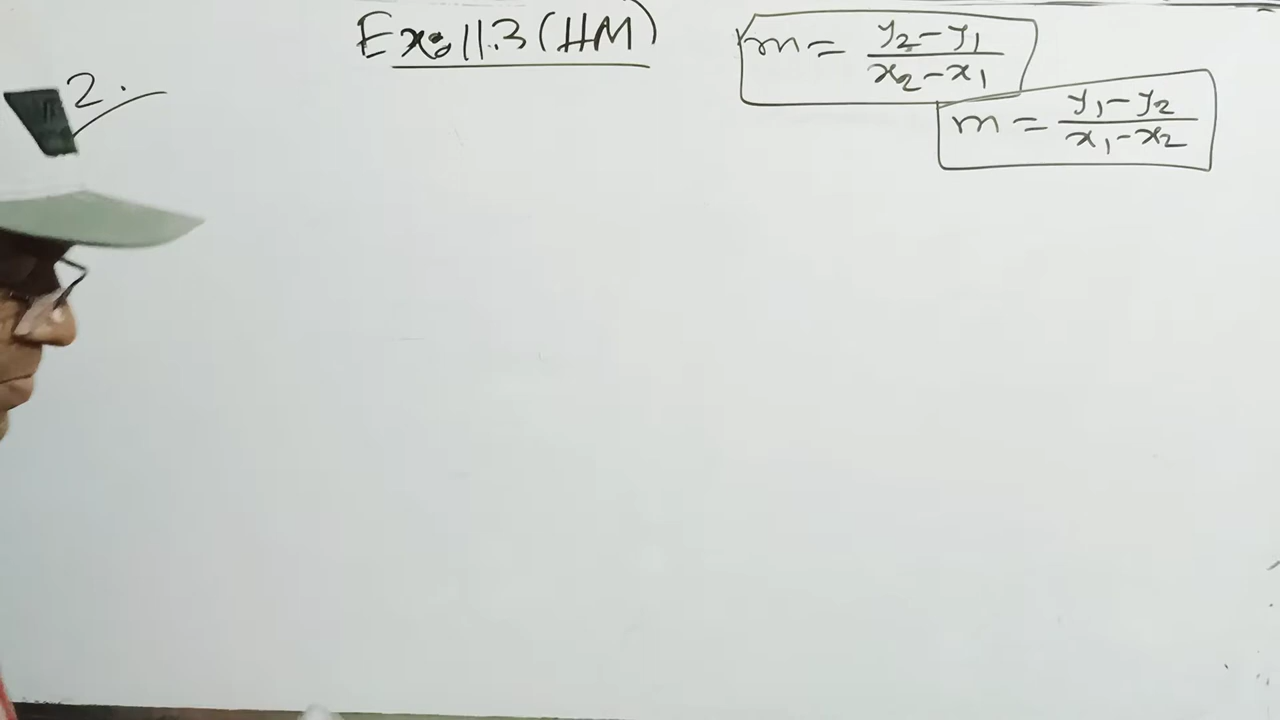 Ex: 11.3 (HM)
m = y₂-y₁ / x₂-x₁
2.
m = y₁-y₂ / x₁-x₂